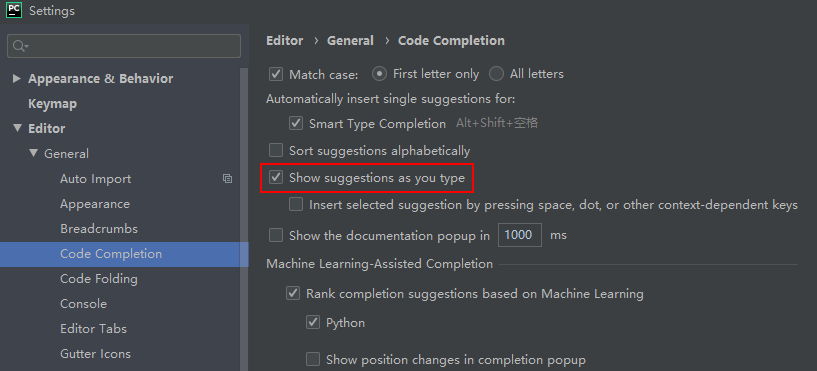 PC Settings
Editor › General › Code Completion
Appearance & Behavior
Keymap
Editor
General
Auto Import
Appearance
Breadcrumbs
Code Completion
Code Folding
Console
Editor Tabs
Gutter Icons
Match case: First letter only All letters
Automatically insert single suggestions for:
Smart Type Completion Alt+Shift+空格
Sort suggestions alphabetically
Show suggestions as you type
Insert selected suggestion by pressing space, dot, or other context-dependent keys
Show the documentation popup in 1000 ms
Machine Learning-Assisted Completion
Rank completion suggestions based on Machine Learning
Python
Show position changes in completion popup